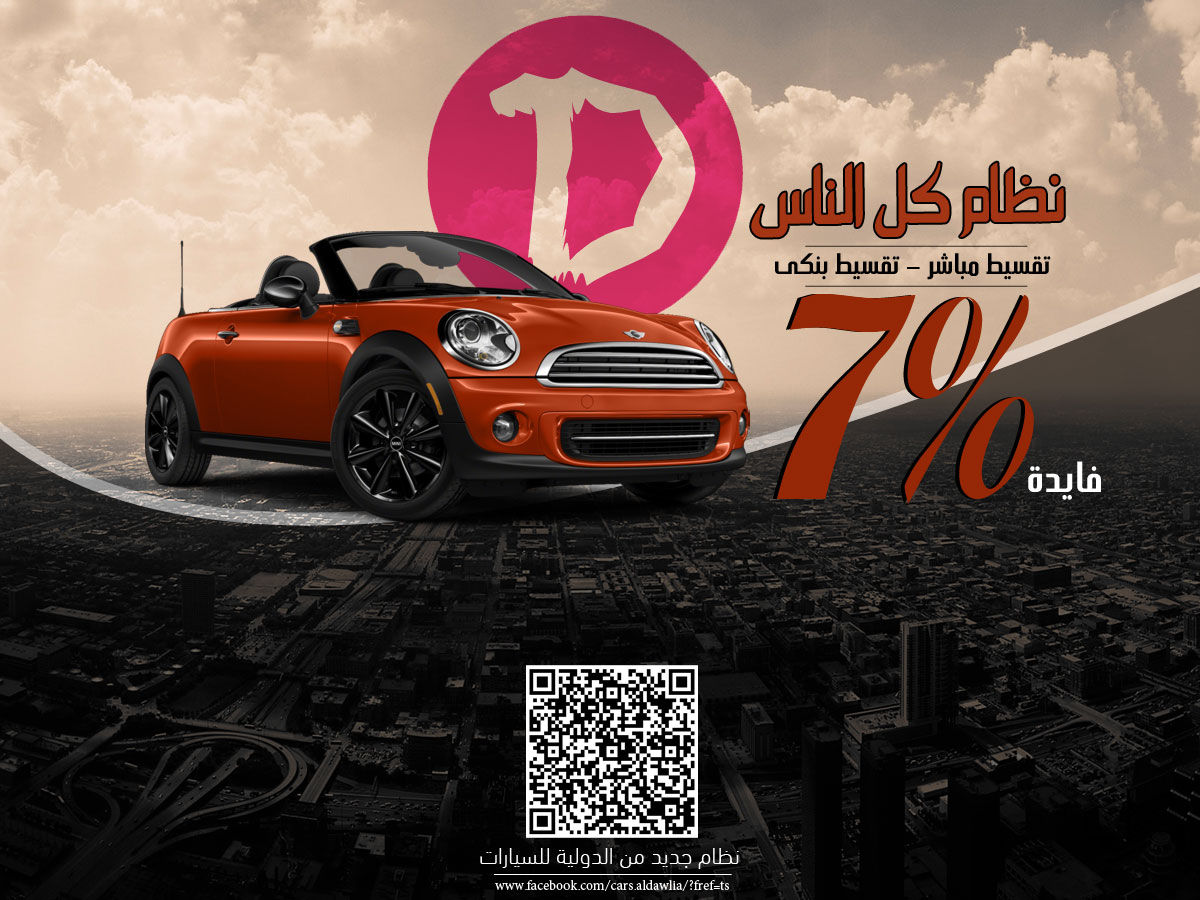 D
نظام كل الناس
تقسيط مباشر - تقسيط بنكى
7%
فايدة
MINI
نظام جديد من الدولية للسيارات
www.facebook.com/cars.aldawlia/?fref=ts